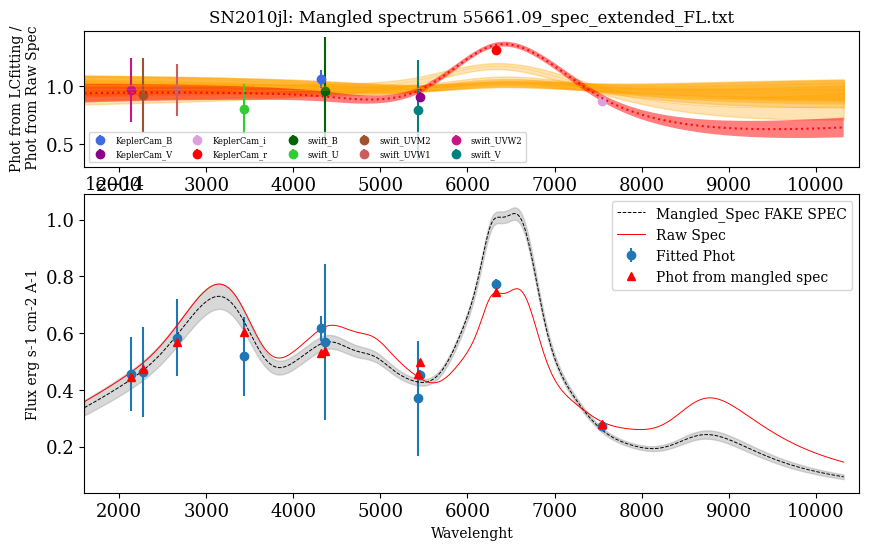 SN2010jl: Mangled spectrum 55661.09_spec_extended_FL.txt
Phot from LCfitting /
Phot from Raw Spec
1.0
0.5
KeplerCam_B
KeplerCam_V
KeplerCam_i
KeplerCam_r
swift_B
swift_U
swift_UVM2
swift_UVW1
swift_UVW2
swift_V
2000 3000 4000 5000 6000 7000 8000 9000 10000
1e−14
Flux erg s-1 cm-2 A-1
1.0
0.8
0.6
0.4
0.2
Mangled_Spec FAKE SPEC
Raw Spec
Fitted Phot
Phot from mangled spec
2000 3000 4000 5000 6000 7000 8000 9000 10000
Wavelenght